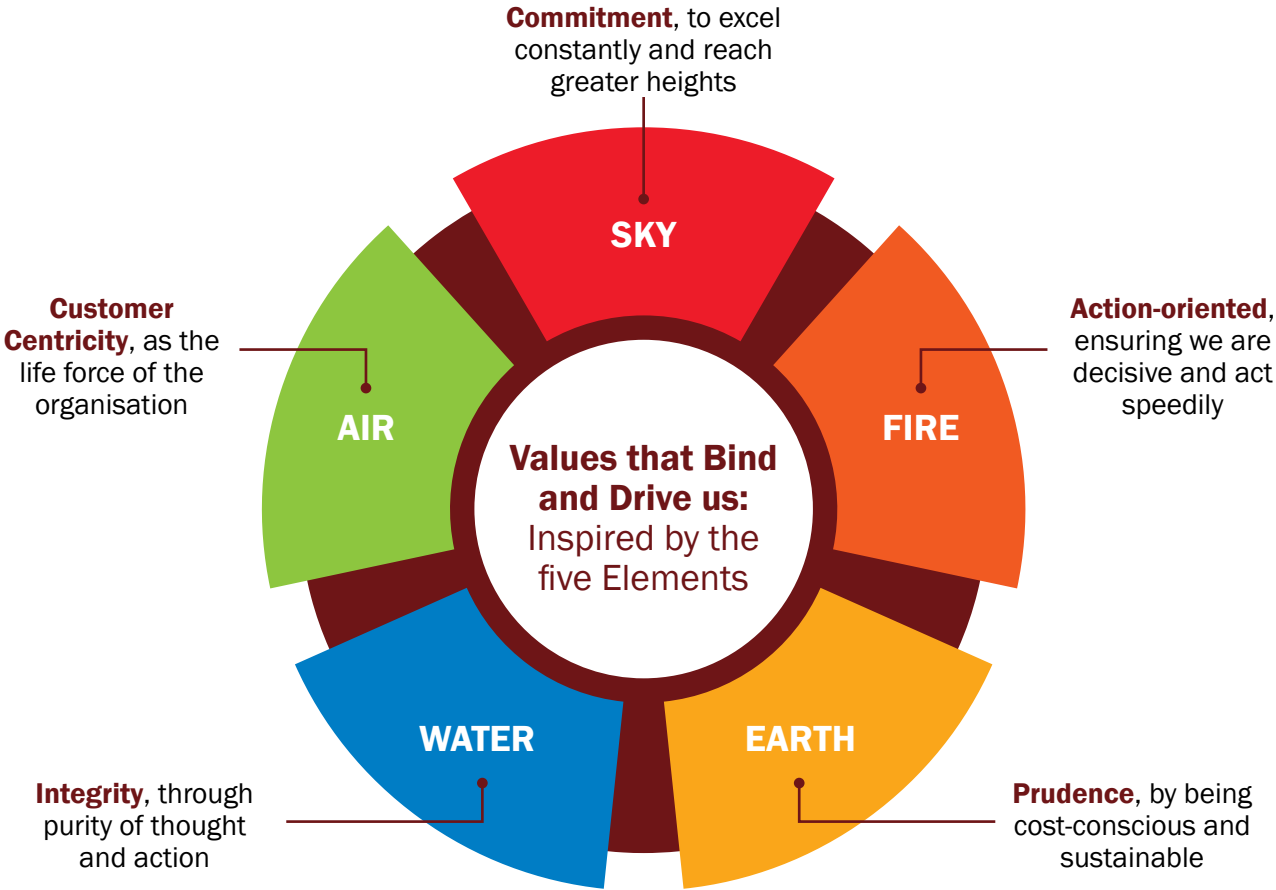 Commitment, to excel
constantly and reach
greater heights
SKY
Customer
Centricity, as the
life force of the
organisation
AIR
Action-oriented,
ensuring we are
decisive and act
speedily
FIRE
Values that Bind
and Drive us:
Inspired by the
five Elements
WATER
EARTH
Integrity, through
purity of thought
and action
Prudence, by being
cost-conscious and
sustainable